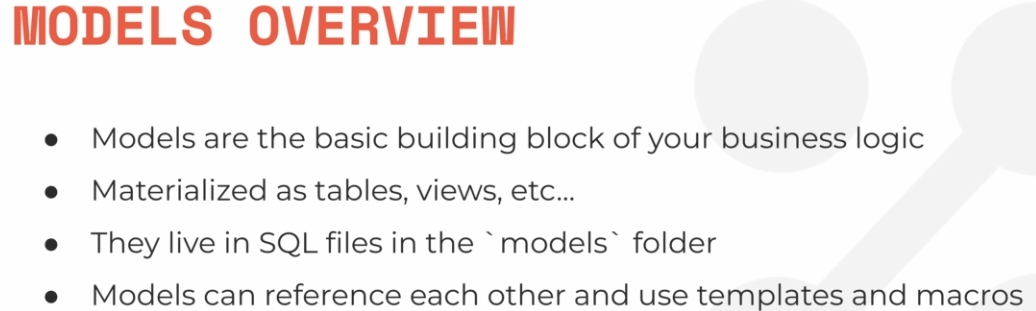 MODELS OVERVIEW
● Models are the basic building block of your business logic
● Materialized as tables, views, etc...
● They live in SQL files in the `models` folder
● Models can reference each other and use templates and macros